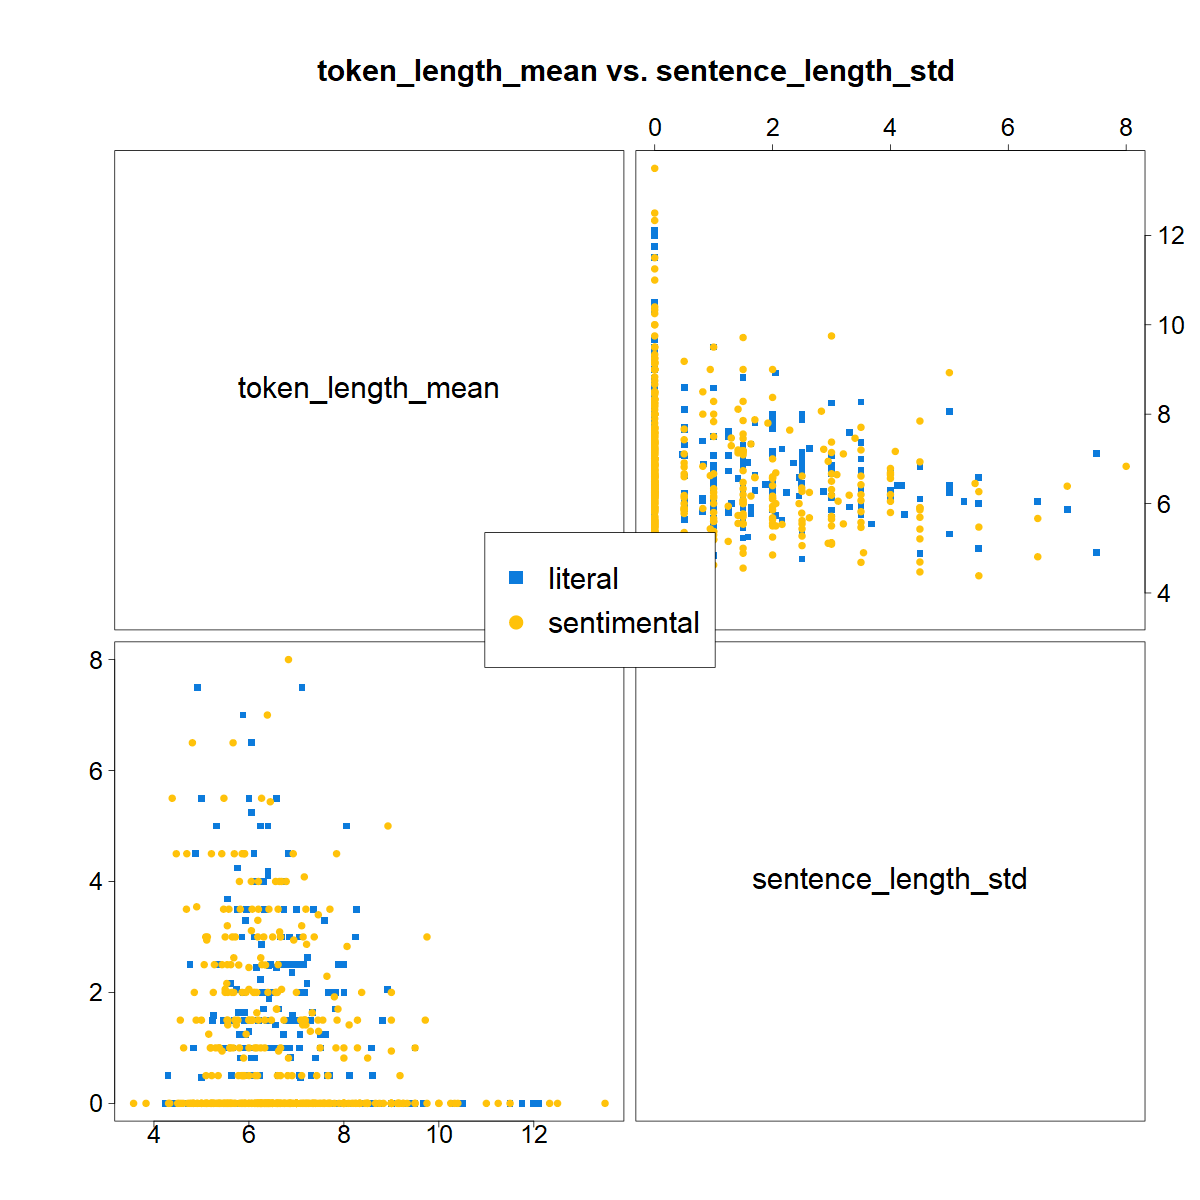 token_length_mean vs. sentence_length_std
0 2 4 6 8
token_length_mean
12
10
8
6
4
literal
sentimental
8
6
4
2
0
sentence_length_std
4 6 8 10 12